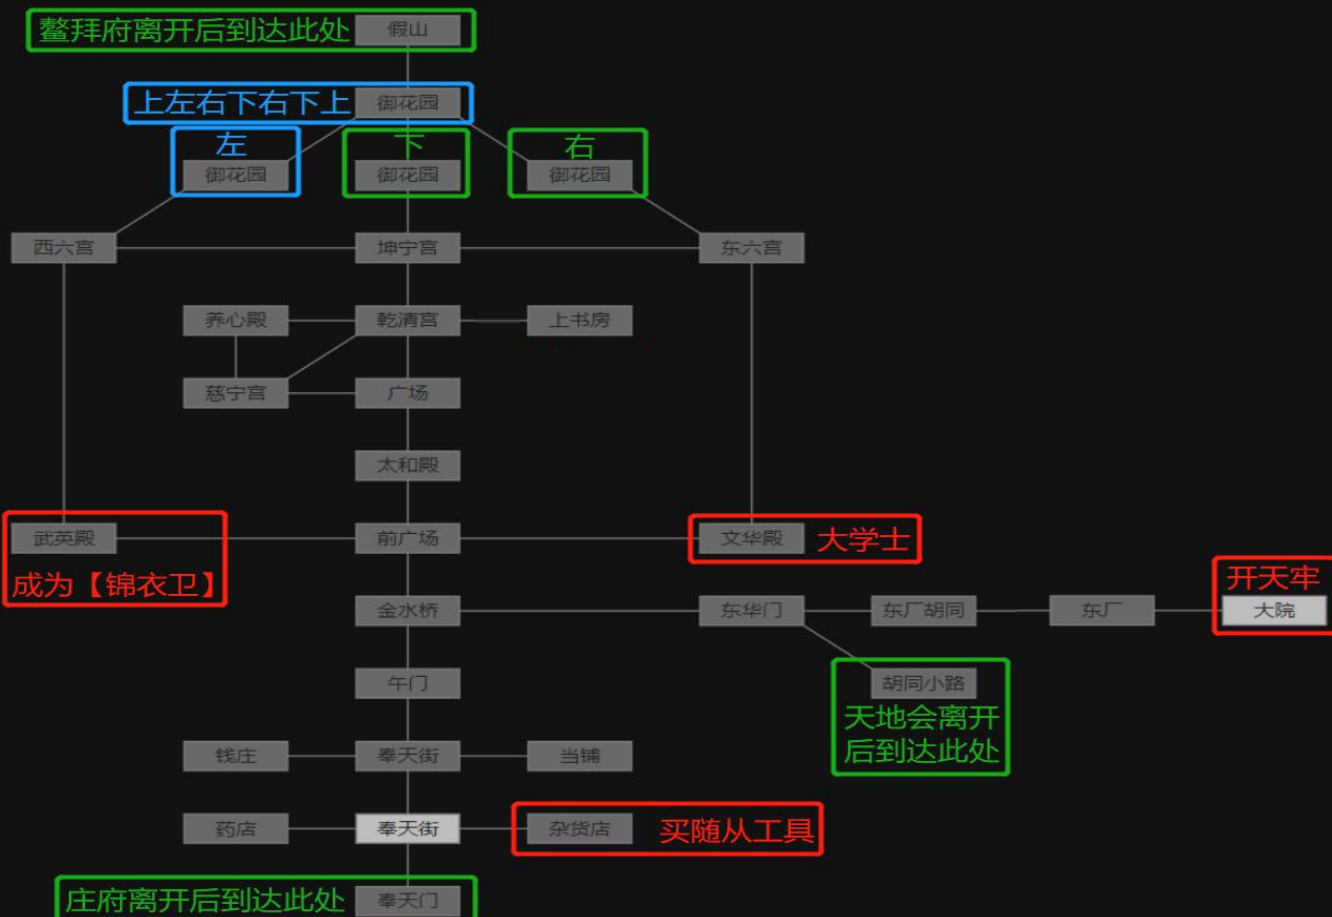 鳌拜府离开后到达此处 假山
上左右下右下上 御花园
左 下 右
御花园 御花园 御花园
西六宫 坤宁宫 东六宫
养心殿 乾清宫 上书房
慈宁宫 广场
太和殿
武英殿 前广场 文华殿 大学士
成为【锦衣卫】 开天牢
金水桥 东华门 东厂胡同 东厂 大院
午门 胡同小路
天地会离开
后到达此处
钱庄 奉天街 当铺
药店 奉天街 杂货店 买随从工具
庄府离开后到达此处 奉天门